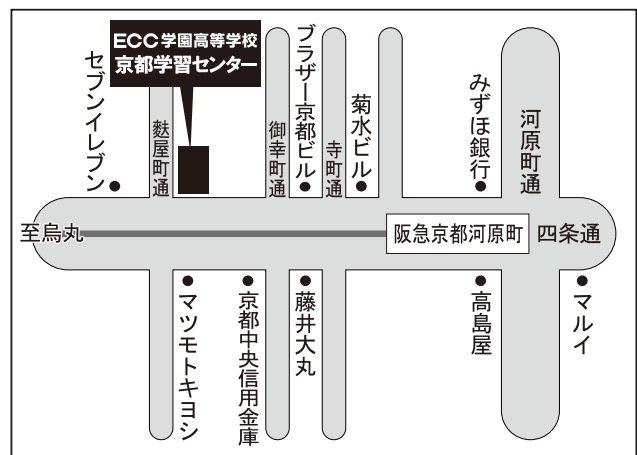 ECC学園高等学校
京都学習センター
セブンイレブン
麩屋町通
御幸町通
ブラザー京都ビル
寺町通
菊水ビル
みずほ銀行
河原町通
至烏丸
阪急京都河原町
四条通
マツモトキヨシ
京都中央信用金庫
藤井大丸
高島屋
マルイ